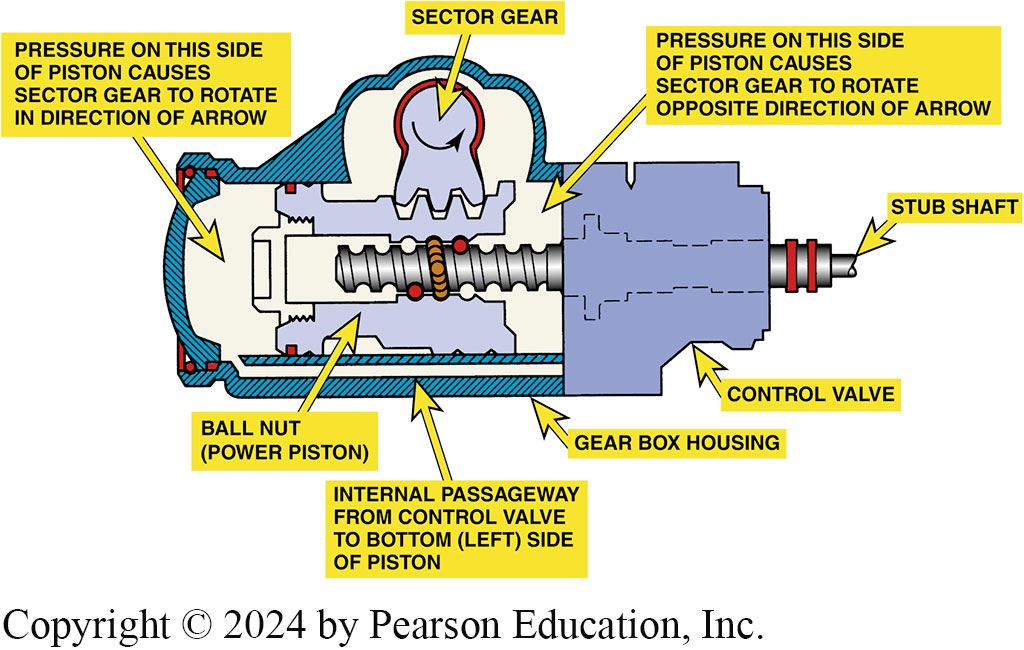 SECTOR GEAR
PRESSURE ON THIS SIDE
OF PISTON CAUSES
SECTOR GEAR TO ROTATE
IN DIRECTION OF ARROW
PRESSURE ON THIS SIDE
OF PISTON CAUSES
SECTOR GEAR TO ROTATE
OPPOSITE DIRECTION OF ARROW
STUB SHAFT
CONTROL VALVE
BALL NUT
(POWER PISTON)
GEAR BOX HOUSING
INTERNAL PASSAGEWAY
FROM CONTROL VALVE
TO BOTTOM (LEFT) SIDE
OF PISTON
Copyright © 2024 by Pearson Education, Inc.